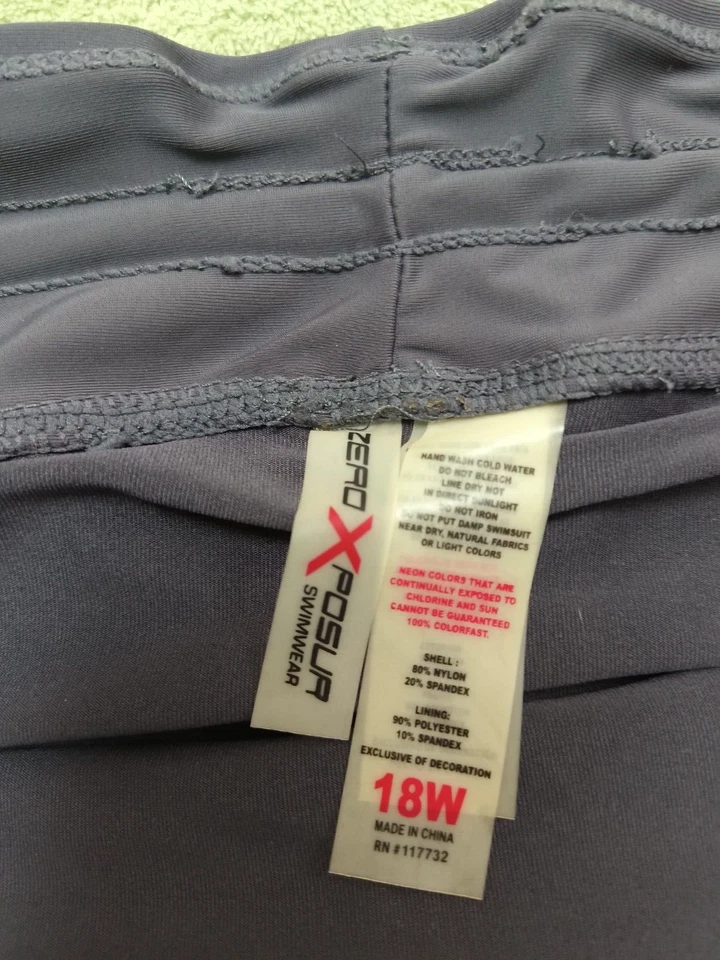 ZERO
X
POSUR
SWIMWEAR
HAND WASH COLD WATER
DO NOT BLEACH
LINE DRY NOT
IN DIRECT SUNLIGHT
DO NOT IRON
DO NOT PUT DAMP SWIMSUIT
NEAR DRY, NATURAL FABRICS
OR LIGHT COLORS
NEON COLORS THAT ARE
CONTINUALLY EXPOSED TO
CHLORINE AND SUN
CANNOT BE GUARANTEED
100% COLORFAST.
SHELL :
80% NYLON
20% SPANDEX
LINING:
90% POLYESTER
10% SPANDEX
EXCLUSIVE OF DECORATION
18W
MADE IN CHINA
RN #117732